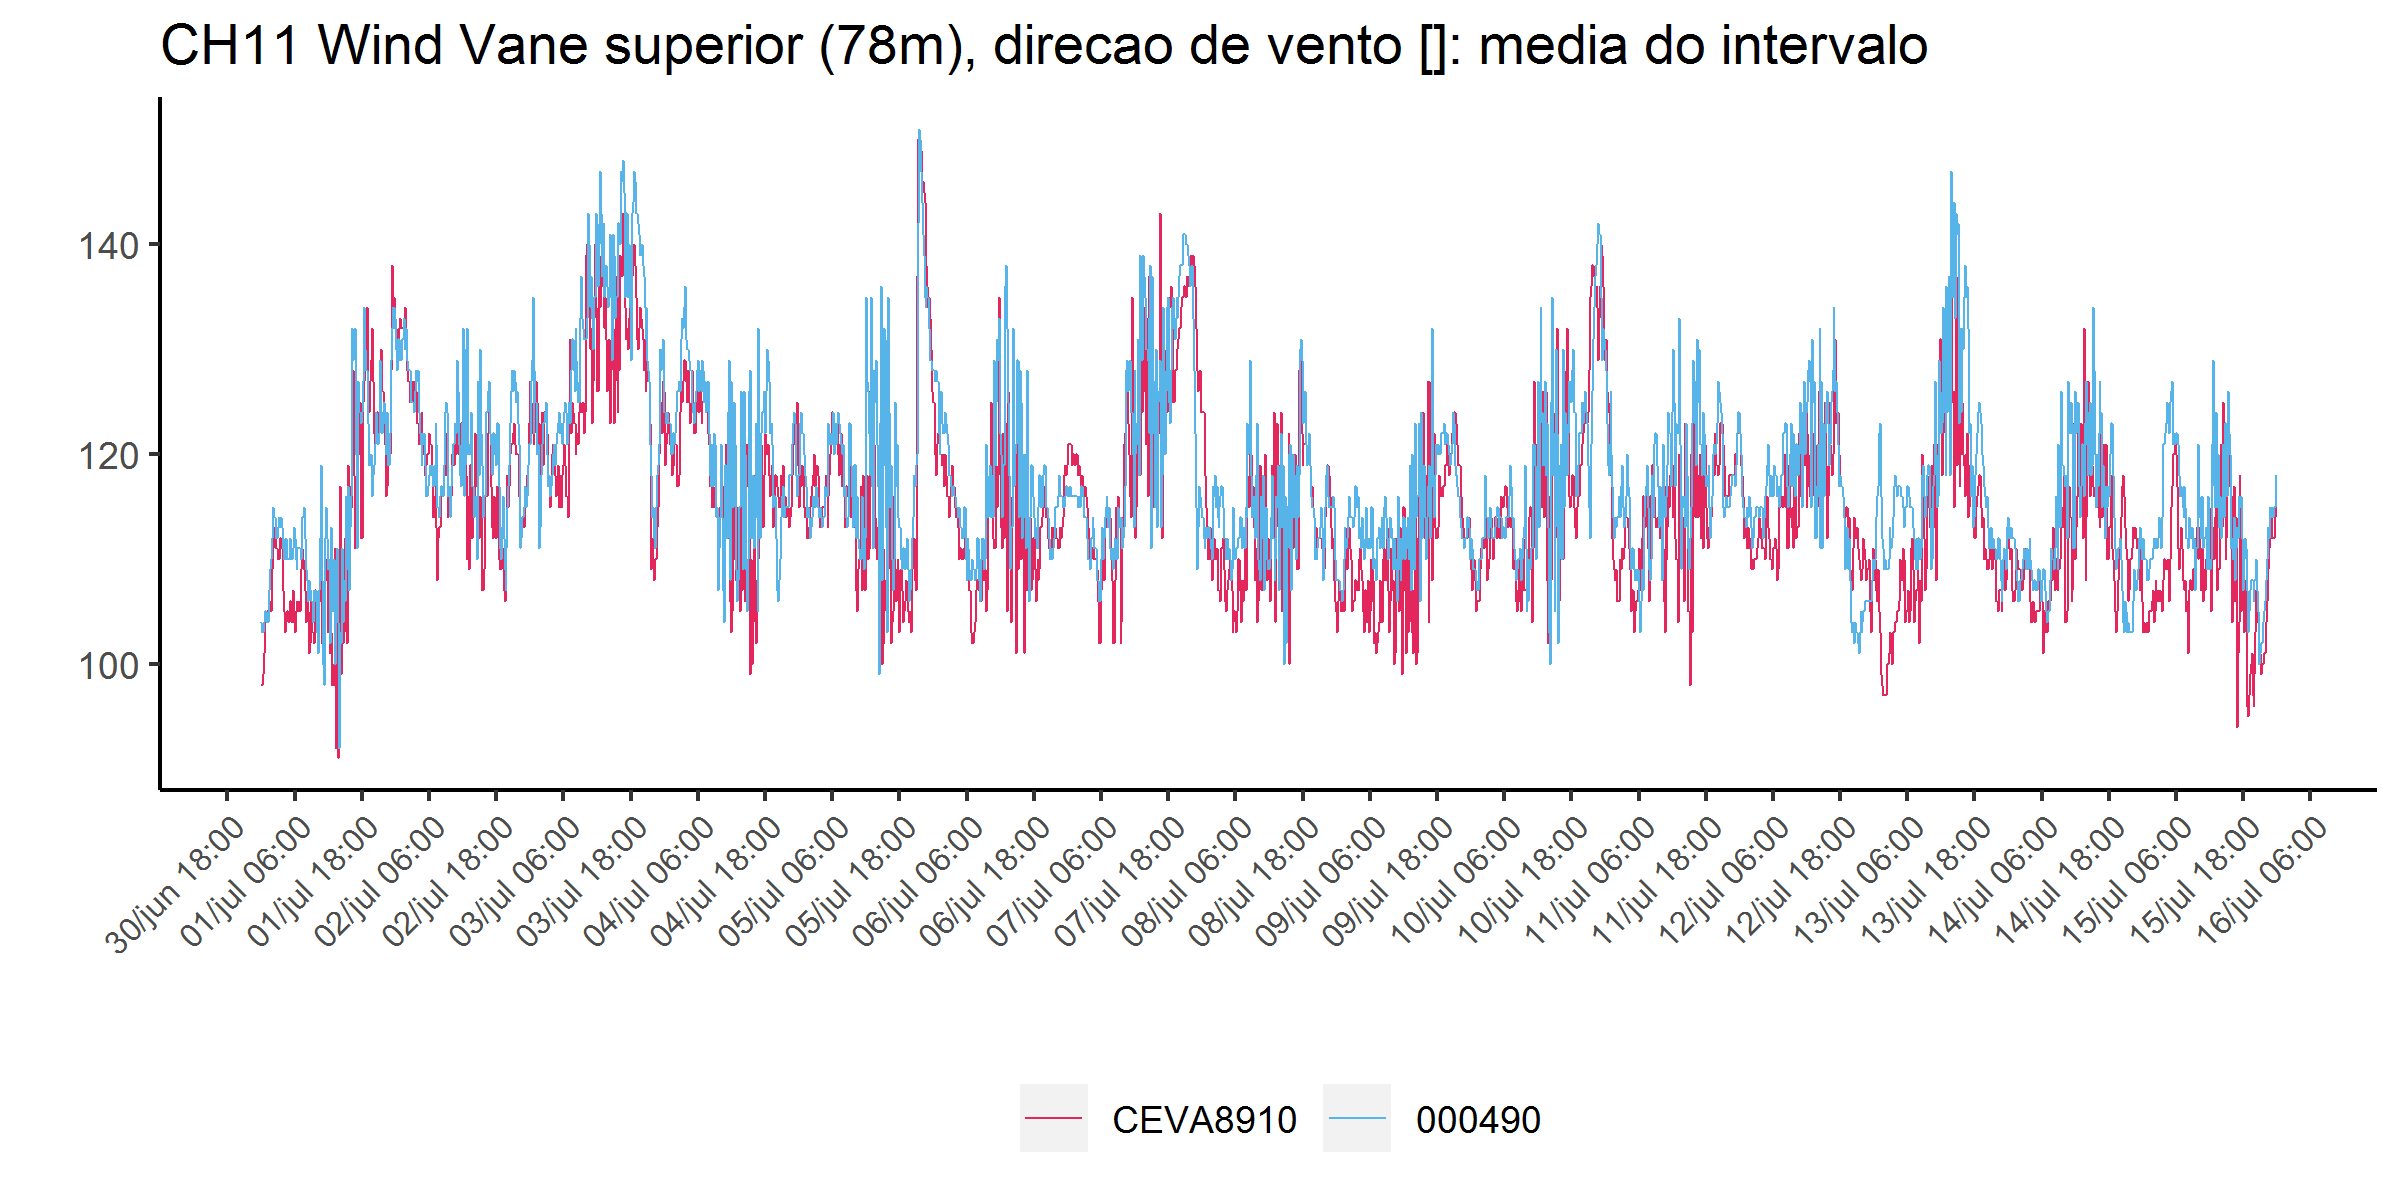 CH11 Wind Vane superior (78m), direcao de vento []: media do intervalo
140
120
100
30/jun 18:00
01/jul 06:00
01/jul 18:00
02/jul 06:00
02/jul 18:00
03/jul 06:00
03/jul 18:00
04/jul 06:00
04/jul 18:00
05/jul 06:00
05/jul 18:00
06/jul 06:00
06/jul 18:00
07/jul 06:00
07/jul 18:00
08/jul 06:00
08/jul 18:00
09/jul 06:00
09/jul 18:00
10/jul 06:00
10/jul 18:00
11/jul 06:00
11/jul 18:00
12/jul 06:00
12/jul 18:00
13/jul 06:00
13/jul 18:00
14/jul 06:00
14/jul 18:00
15/jul 06:00
15/jul 18:00
16/jul 06:00
CEVA8910
000490